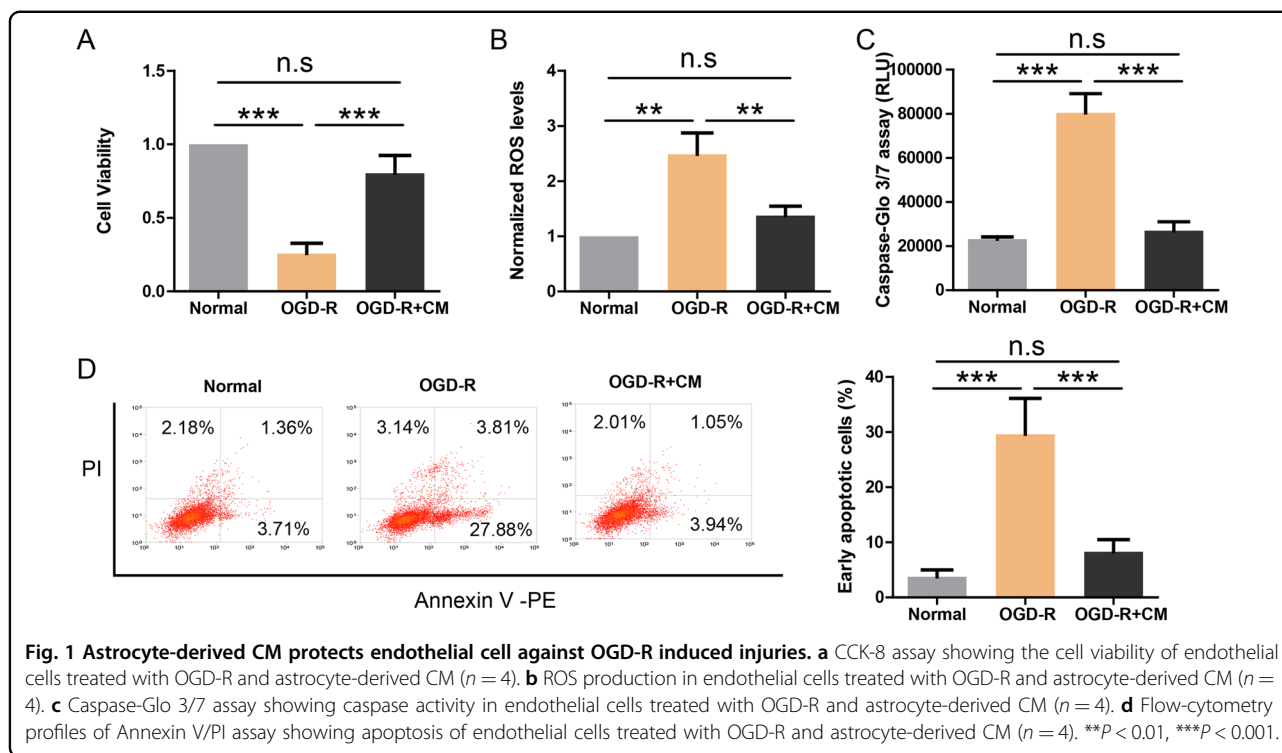 A
n.s
***
***
1.5
1.0
0.5
0.0
Cell Viability
Normal
OGD-R
OGD-R+CM
B
n.s
**
**
4
3
2
1
0
Normalized ROS levels
Normal
OGD-R
OGD-R+CM
C
n.s
***
***
100000
80000
60000
40000
20000
0
Caspase-Glo 3/7 assay (RLU)
Normal
OGD-R
OGD-R+CM
D
PI
Normal
2.18%
1.36%
3.71%
OGD-R
3.14%
3.81%
27.88%
OGD-R+CM
2.01%
1.05%
3.94%
Annexin V -PE
n.s
***
***
40
30
20
10
0
Early apoptotic cells (%)
Normal
OGD-R
OGD-R+CM
Fig. 1 Astrocyte-derived CM protects endothelial cell against OGD-R induced injuries. a CCK-8 assay showing the cell viability of endothelial
cells treated with OGD-R and astrocyte-derived CM (n = 4). b ROS production in endothelial cells treated with OGD-R and astrocyte-derived CM (n =
4). c Caspase-Glo 3/7 assay showing caspase activity in endothelial cells treated with OGD-R and astrocyte-derived CM (n = 4). d Flow-cytometry
profiles of Annexin V/PI assay showing apoptosis of endothelial cells treated with OGD-R and astrocyte-derived CM (n = 4). **P < 0.01, ***P < 0.001.